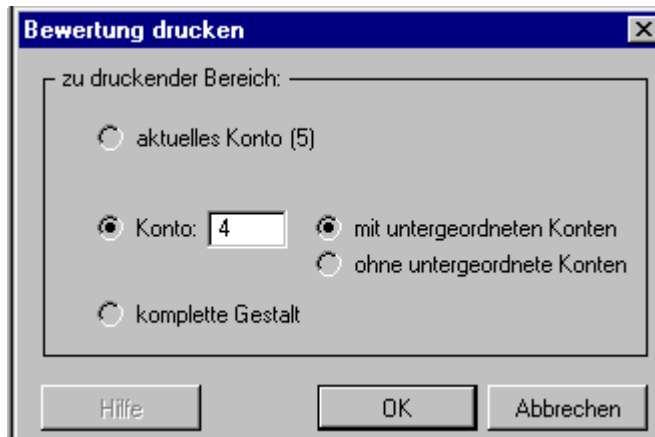 Bewertung drucken
zu druckender Bereich:
aktuelles Konto (5)
Konto: 4 mit untergeordneten Konten
ohne untergeordnete Konten
komplette Gestalt
Hilfe OK Abbrechen